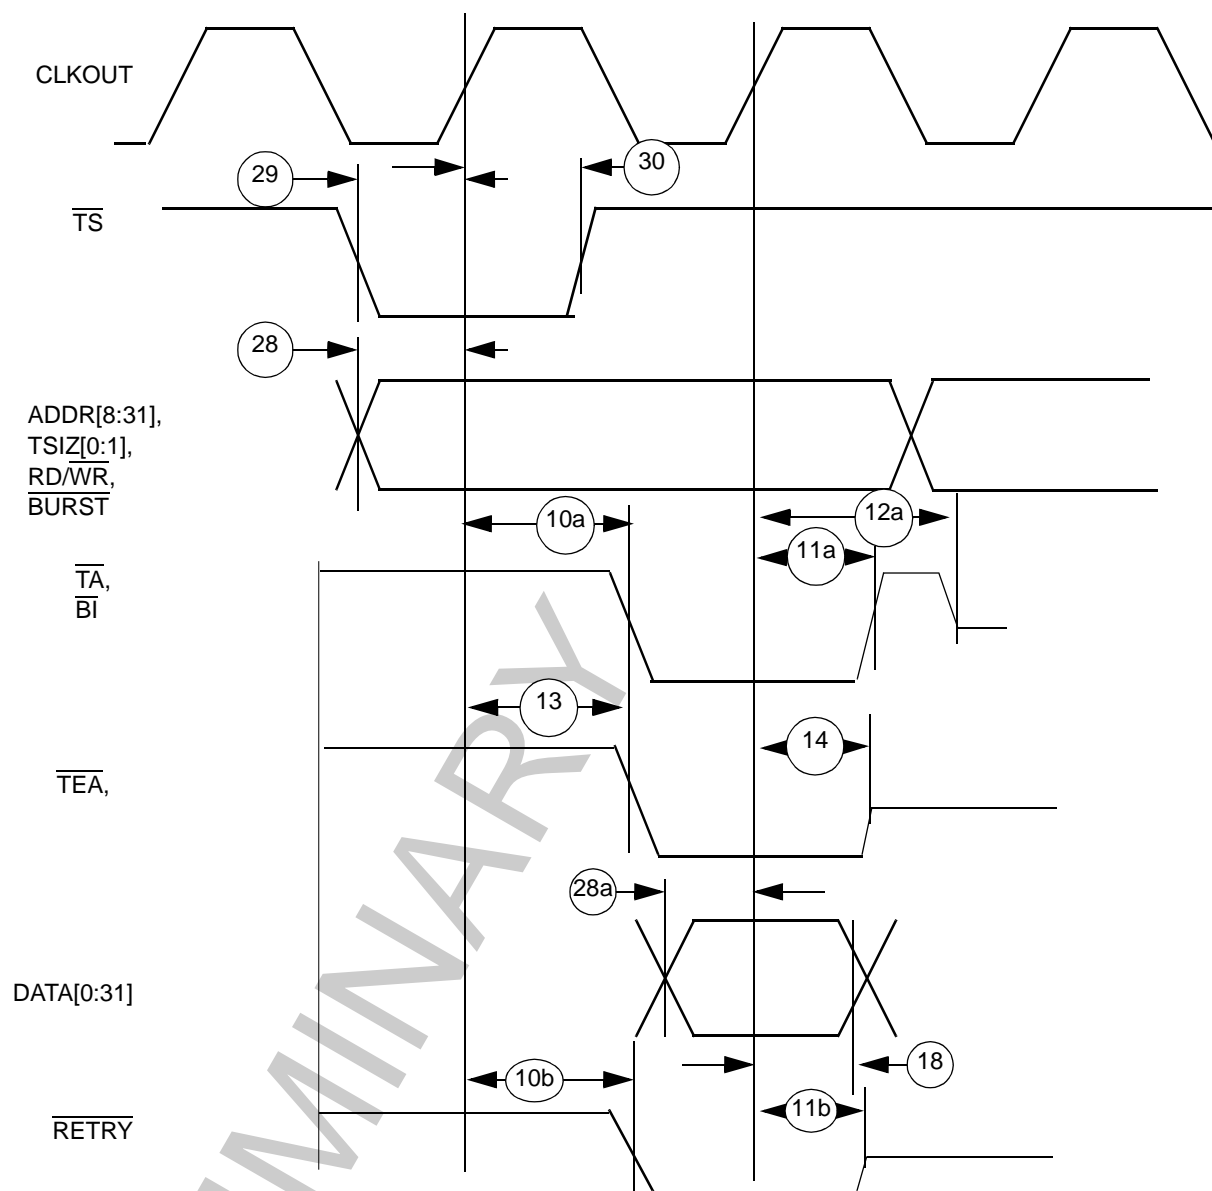 CLKOUT
30
29
TS
28
ADDR[8:31],
TSIZ[0:1],
RD/WR,
BURST
10a
12a
11a
TA,
BI
13
14
TEA,
28a
DATA[0:31]
10b
18
11b
RETRY
MINARY